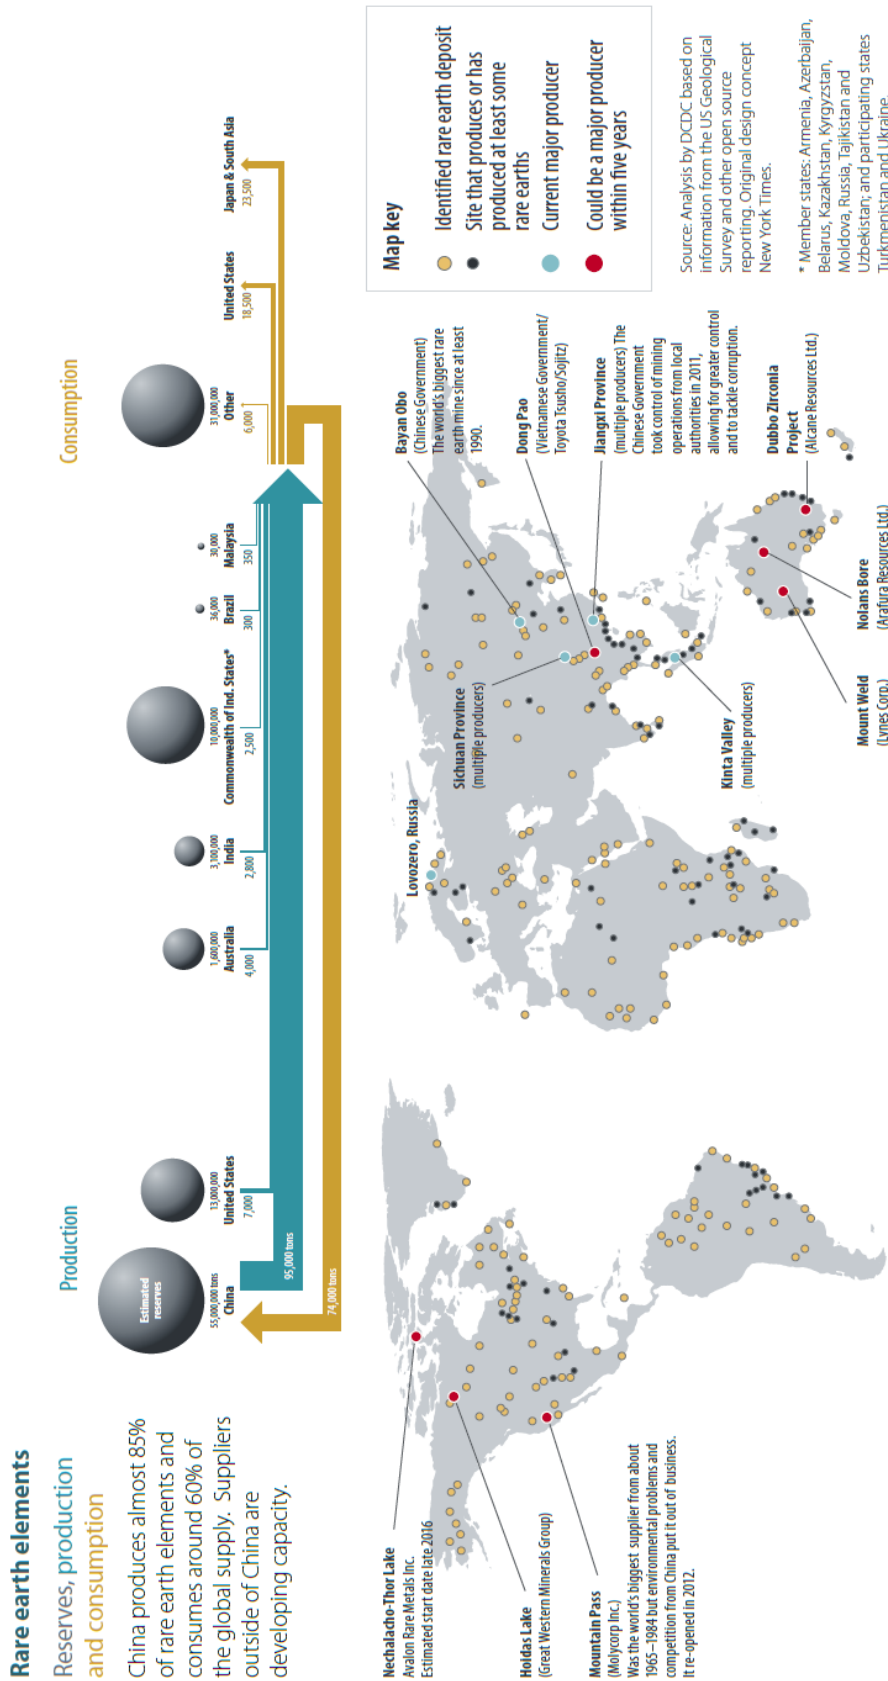 Rare earth elements
Reserves, production
and consumption
China produces almost 85%
of rare earth elements and
consumes around 60% of
the global supply. Suppliers
outside of China are
developing capacity.
Production
Consumption
Estimated
reserves
55,000,000 tons
China
95,000 tons
74,000 tons
13,000,000
United States
7,000
1,600,000
Australia
4,000
3,100,000
India
2,800
10,000,000
Commonwealth of Ind. States*
2,500
36,000
Brazil
300
30,000
Malaysia
350
31,000,000
Other
6,000
United States
18,500
Japan & South Asia
23,500
Nechalacho-Thor Lake
Avalon Rare Metals Inc.
Estimated start date late 2016
Hoidas Lake
(Great Western Minerals Group)
Mountain Pass
(Molycorp Inc.)
Was the world's biggest supplier from about
1965–1984 but environmental problems and
competition from China put it out of business.
It re-opened in 2012.
Lovozero, Russia
Sichuan Province
(multiple producers)
Kinta Valley
(multiple producers)
Bayan Obo
(Chinese Government)
The world's biggest rare
earth mine since at least
1990.
Dong Pao
(Vietnamese Government/
Toyota Tsusho/Sojitz)
Jiangxi Province
(multiple producers) The
Chinese Government
took control of mining
operations from local
authorities in 2011,
allowing for greater control
and to tackle corruption.
Mount Weld
(Lynes Corp.)
Nolans Bore
(Arafura Resources Ltd.)
Dubbo Zirconia
Project
(Alcane Resources Ltd.)
Map key
Identified rare earth deposit
Site that produces or has
produced at least some
rare earths
Current major producer
Could be a major producer
within five years
Source: Analysis by DCDC based on
information from the US Geological
Survey and other open source
reporting. Original design concept
New York Times.
* Member states: Armenia, Azerbaijan,
Belarus, Kazakhstan, Kyrgyzstan,
Moldova, Russia, Tajikistan and
Uzbekistan; and participating states
Turkmenistan and Ukraine.